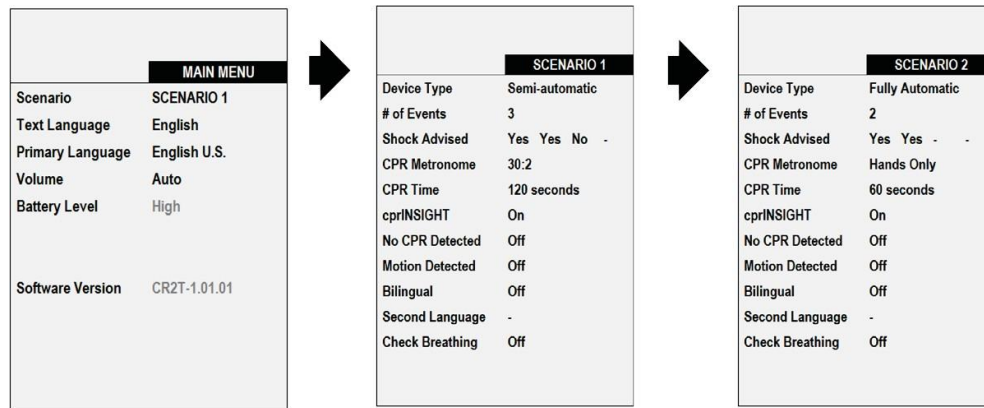 MAIN MENU
Scenario SCENARIO 1
Text Language English
Primary Language English U.S.
Volume Auto
Battery Level High
Software Version CR2T-1.01.01
SCENARIO 1
Device Type Semi-automatic
# of Events 3
Shock Advised Yes Yes No -
CPR Metronome 30:2
CPR Time 120 seconds
cprINSIGHT On
No CPR Detected Off
Motion Detected Off
Bilingual Off
Second Language -
Check Breathing Off
SCENARIO 2
Device Type Fully Automatic
# of Events 2
Shock Advised Yes Yes - -
CPR Metronome Hands Only
CPR Time 60 seconds
cprINSIGHT On
No CPR Detected Off
Motion Detected Off
Bilingual Off
Second Language -
Check Breathing Off